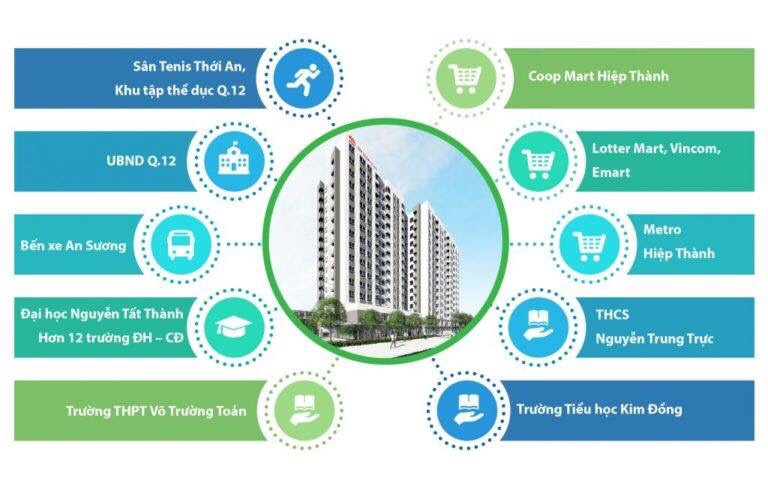 Sân Tenis Thới An,
Khu tập thể dục Q.12
UBND Q.12
Bến xe An Sương
Đại học Nguyễn Tất Thành
Hơn 12 trường ĐH – CĐ
Trường THPT Võ Trường Toản
Coop Mart Hiệp Thành
Lotter Mart, Vincom,
Emart
Metro
Hiệp Thành
THCS
Nguyễn Trung Trực
Trường Tiểu học Kim Đồng